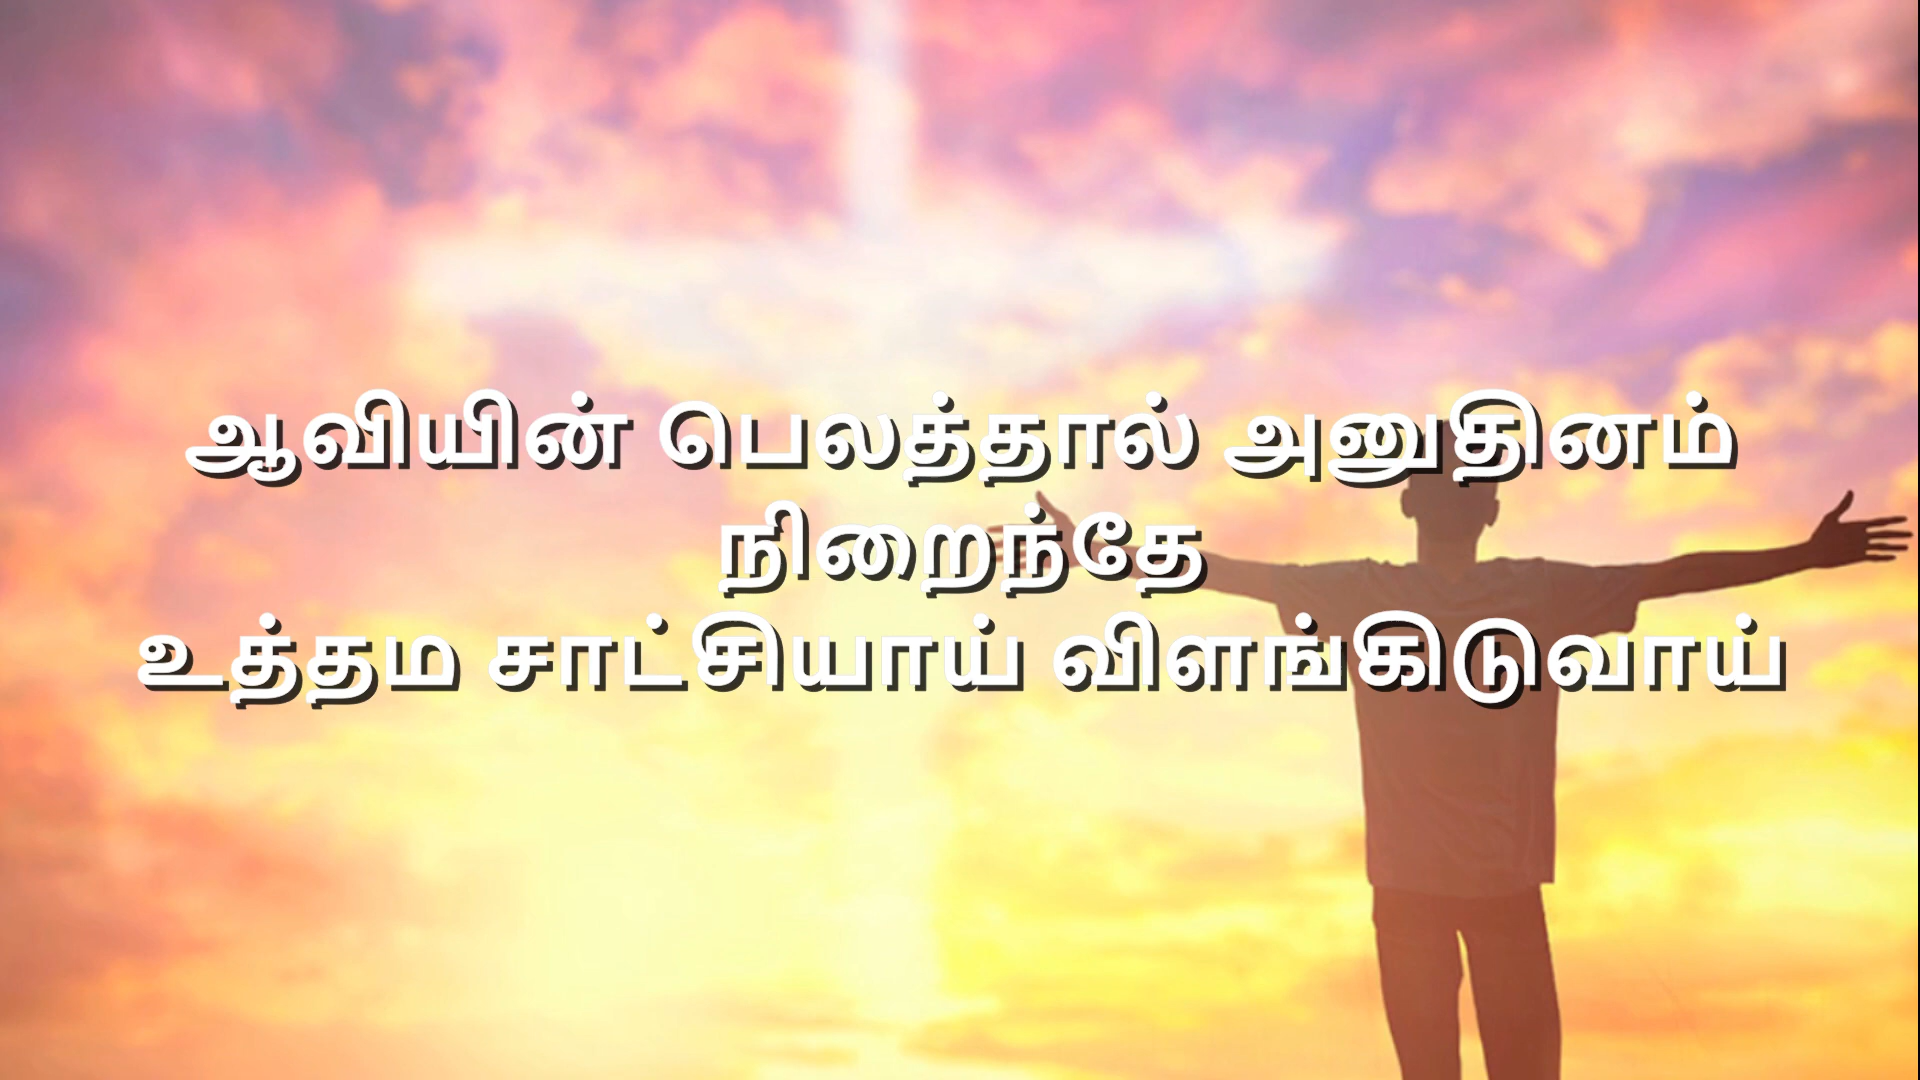 ஆவியின் பெலத்தால் அனுதினம்
நிறைந்தே
உத்தம சாட்சியாய் விளங்கிடுவாய்